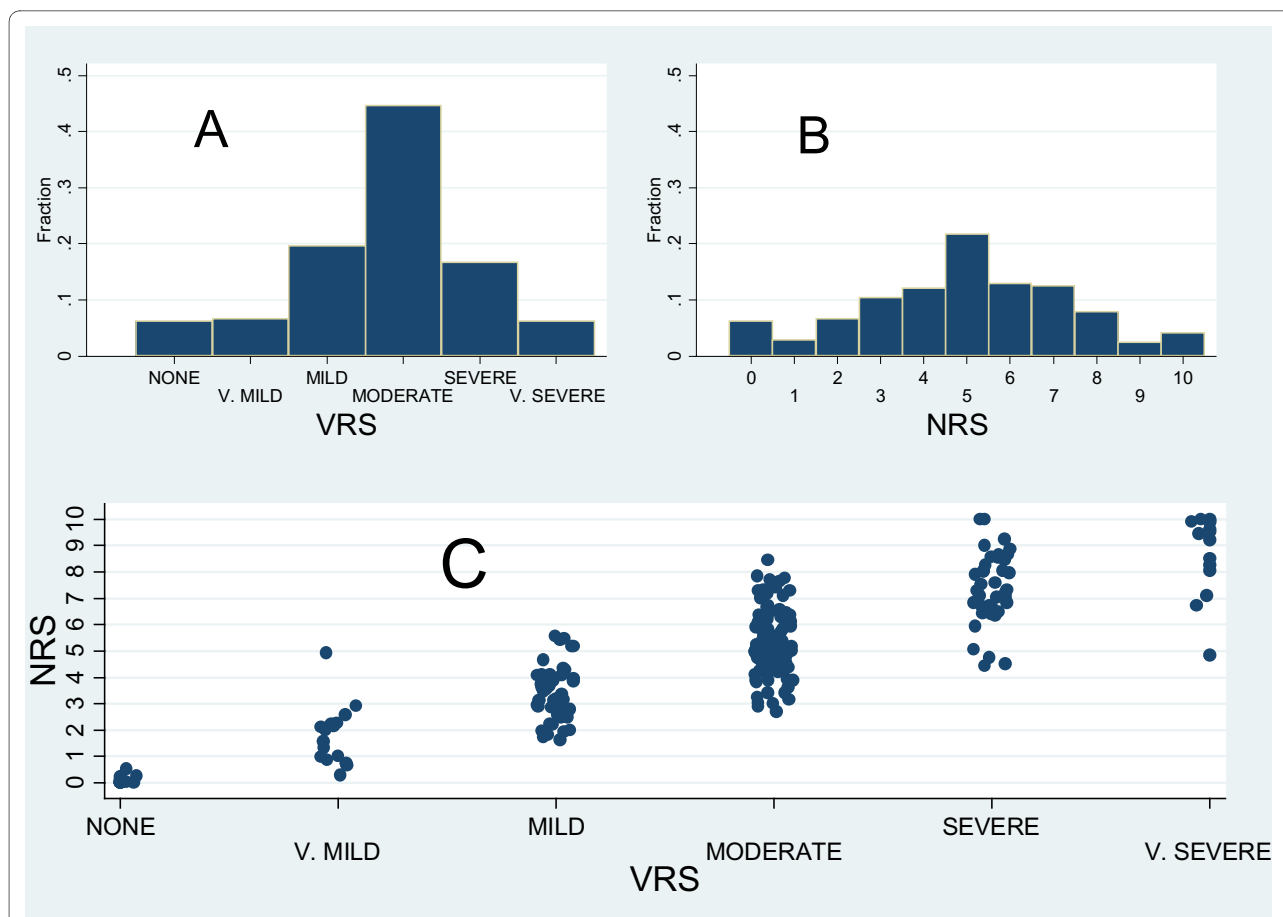 A
Fraction
.5
.4
.3
.2
.1
0
NONE
V. MILD
MILD
MODERATE
SEVERE
V. SEVERE
VRS
B
Fraction
.5
.4
.3
.2
.1
0
0
1
2
3
4
5
6
7
8
9
10
NRS
C
NRS
10
9
8
7
6
5
4
3
2
1
0
NONE
V. MILD
MILD
MODERATE
SEVERE
V. SEVERE
VRS